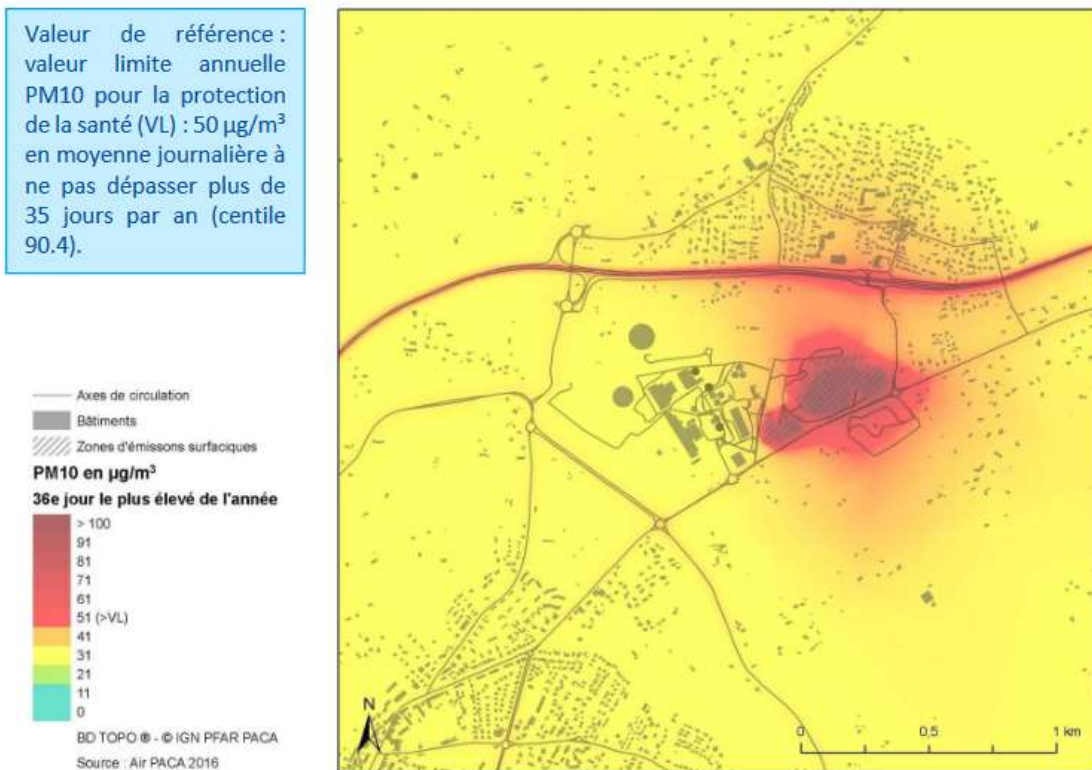 Valeur de référence :
valeur limite annuelle
PM10 pour la protection
de la santé (VL) : 50 µg/m³
en moyenne journalière à
ne pas dépasser plus de
35 jours par an (centile
90.4).
Axes de circulation
Bâtiments
Zones d'émissons surfaciques
PM10 en µg/m³
36e jour le plus élevé de l'année
> 100
91
81
71
61
51 (>VL)
41
31
21
11
0
BD TOPO ® - © IGN PFAR PACA
Source : Air PACA 2016
N
0 0,5 1 km